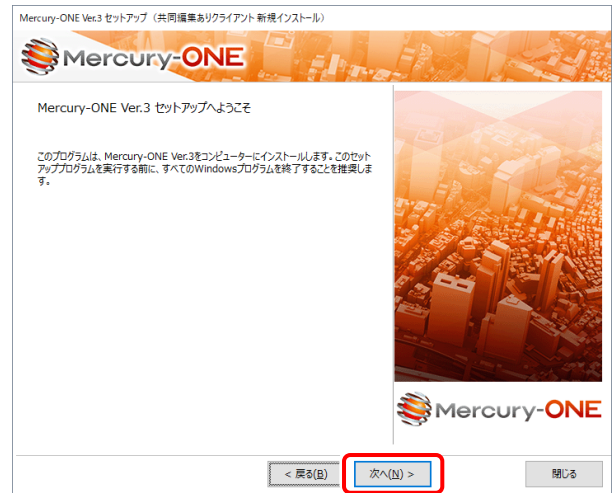 Mercury-ONE Ver.3 セットアップ（共同編集ありクライアント 新規インストール）
Mercury-ONE
Mercury-ONE Ver.3 セットアップへようこそ
このプログラムは、Mercury-ONE Ver.3をコンピューターにインストールします。このセット
アッププログラムを実行する前に、すべてのWindowsプログラムを終了することを推奨しま
す。
Mercury-ONE
< 戻る(B)
次へ(N) >
閉じる